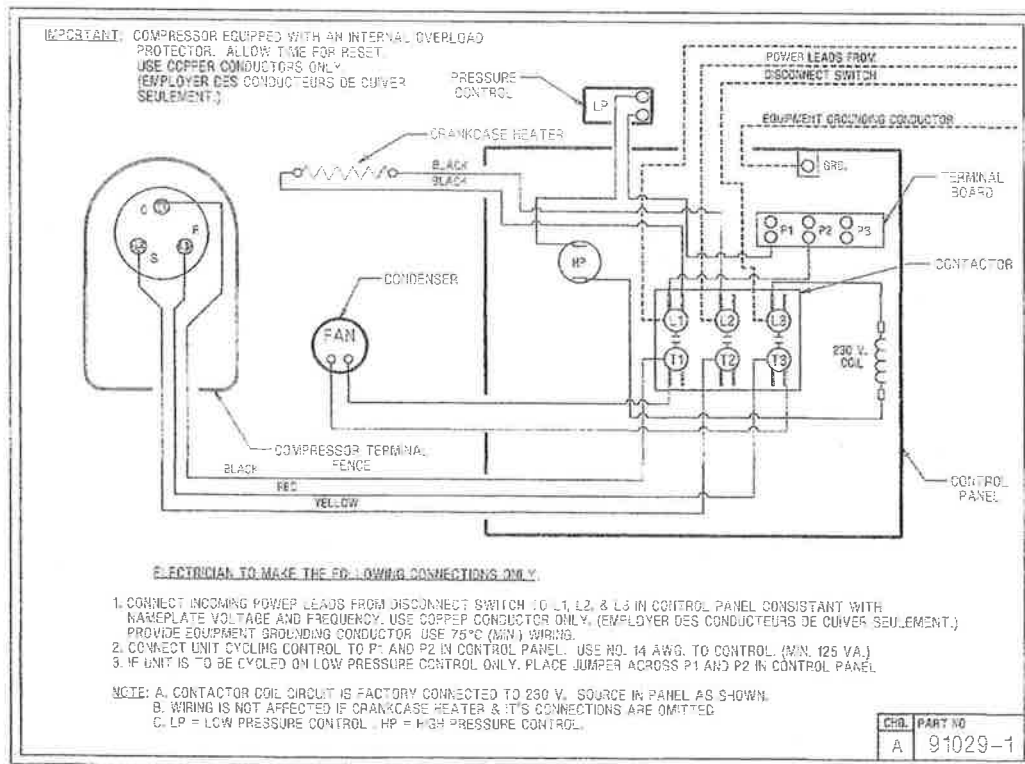 IMPORTANT: COMPRESSOR EQUIPPED WITH AN INTERNAL OVERLOAD
PROTECTOR. ALLOW TIME FOR RESET.
USE COPPER CONDUCTORS ONLY
(EMPLOYER DES CONDUCTEURS DE CUIVER
SEULEMENT.)
PRESSURE
CONTROL
LP
POWER LEADS FROM
DISCONNECT SWITCH
EQUIPMENT GROUNDING CONDUCTOR
CRANKCASE HEATER
BLACK
BLACK
GRD.
TERMINAL
BOARD
P1
P2
P3
C
R
S
HP
CONTACTOR
CONDENSER
FAN
L1
L2
L3
T1
T2
T3
230 V.
COIL
COMPRESSOR TERMINAL
FENCE
BLACK
RED
YELLOW
CONTROL
PANEL
ELECTRICIAN TO MAKE THE FOLLOWING CONNECTIONS ONLY.
1. CONNECT INCOMING POWER LEADS FROM DISCONNECT SWITCH TO L1, L2, & L3 IN CONTROL PANEL CONSISTANT WITH
NAMEPLATE VOLTAGE AND FREQUENCY. USE COPPER CONDUCTOR ONLY. (EMPLOYER DES CONDUCTEURS DE CUIVER SEULEMENT.)
PROVIDE EQUIPMENT GROUNDING CONDUCTOR USE 75°C (MIN.) WIRING.
2. CONNECT UNIT CYCLING CONTROL TO P1 AND P2 IN CONTROL PANEL. USE NO. 14 AWG. TO CONTROL. (MIN. 125 VA.)
3. IF UNIT IS TO BE CYCLED ON LOW PRESSURE CONTROL ONLY. PLACE JUMPER ACROSS P1 AND P2 IN CONTROL PANEL
NOTE: A. CONTACTOR COIL CIRCUIT IS FACTORY CONNECTED TO 230 V. SOURCE IN PANEL AS SHOWN.
B. WIRING IS NOT AFFECTED IF CRANKCASE HEATER & IT'S CONNECTIONS ARE OMITTED
C. LP = LOW PRESSURE CONTROL. HP = HIGH PRESSURE CONTROL.
CHG. PART NO
A 91029-1